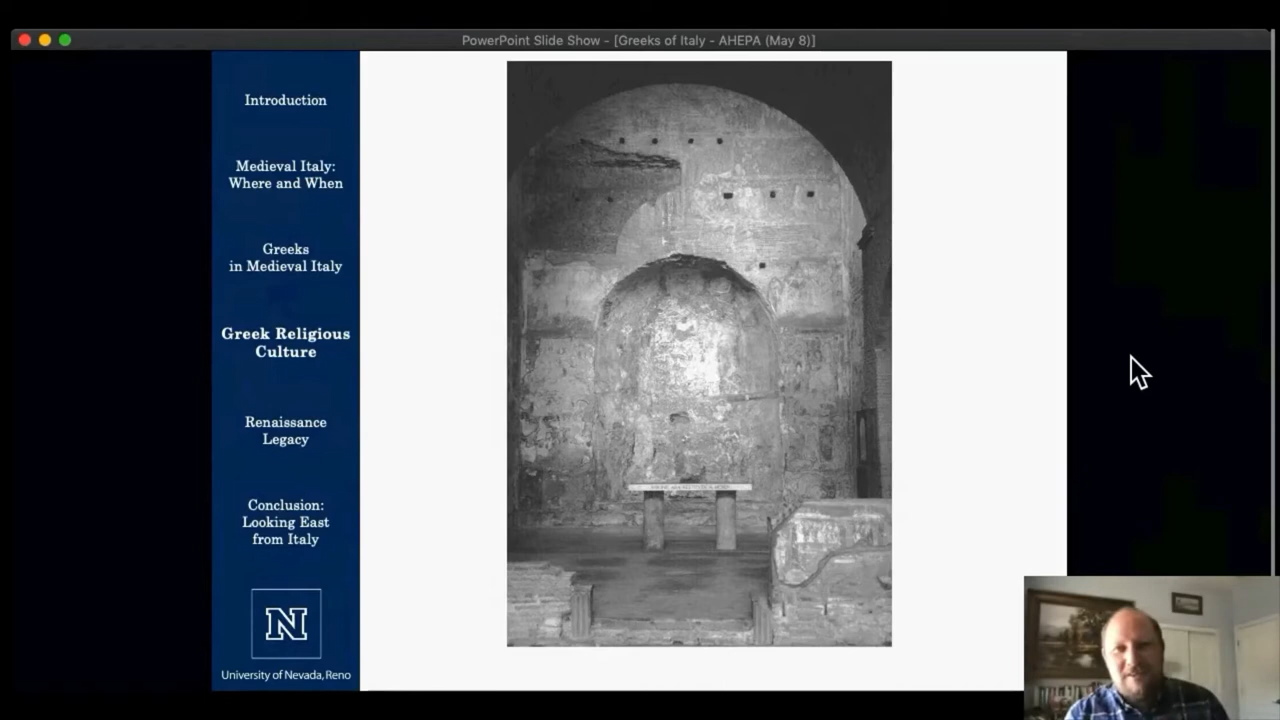 PowerPoint Slide Show - [Greeks of Italy - AHEPA (May 8)]
Introduction
Medieval Italy:
Where and When
Greeks
in Medieval Italy
Greek Religious
Culture
Renaissance
Legacy
Conclusion:
Looking East
from Italy
N
University of Nevada, Reno